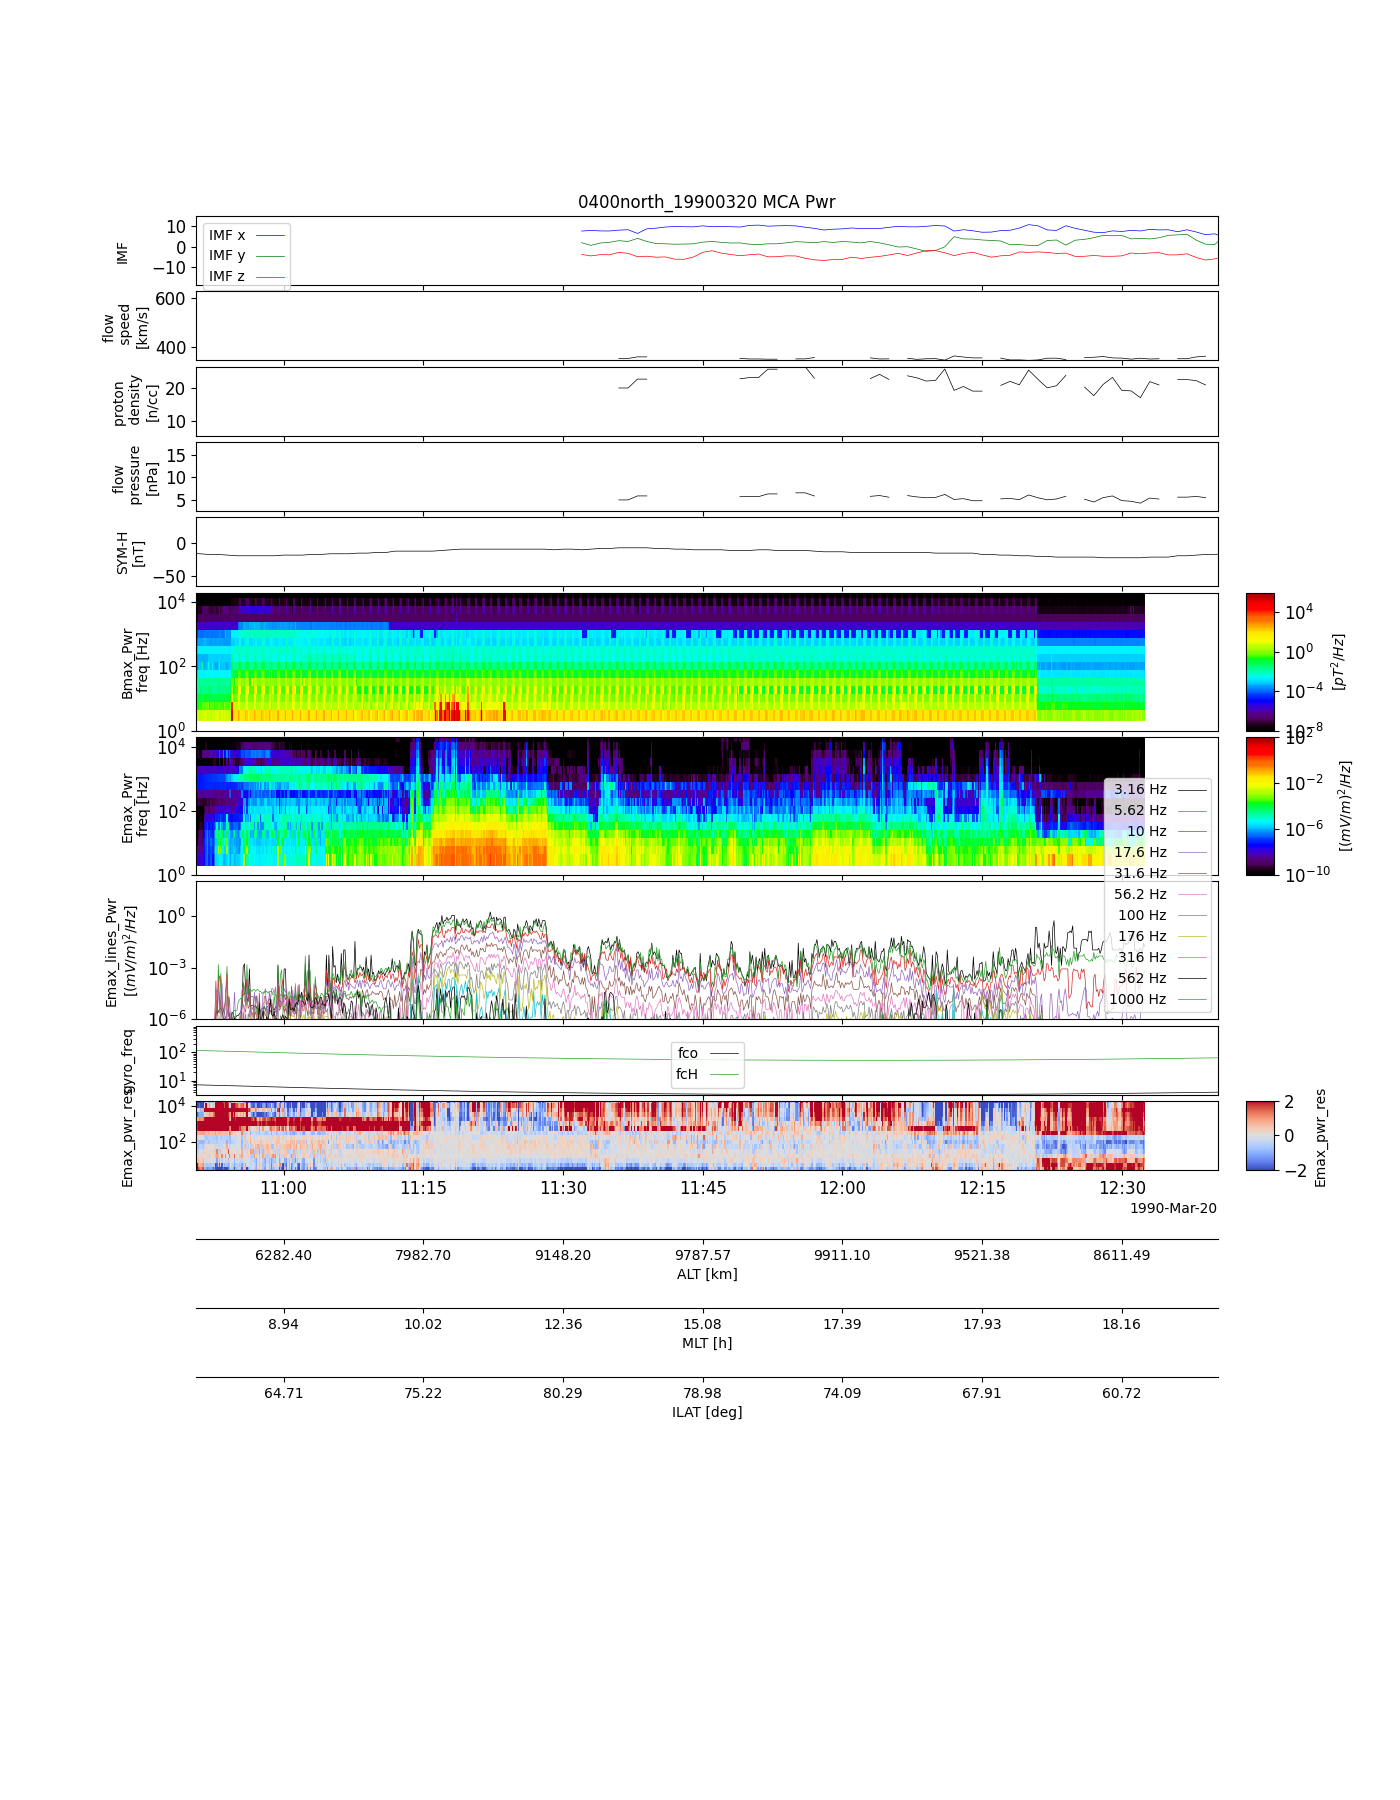 0400north_19900320 MCA Pwr
IMF
10
0
−10
IMF x
IMF y
IMF z
flow
speed
[km/s]
600
400
proton
density
[n/cc]
20
10
flow
pressure
[nPa]
15
10
5
SYM-H
[nT]
0
−50
Bmax_Pwr
freq [Hz]
10^4
10^2
10^0
10^4
10^0
10^−4
10^−8
[pT^2/Hz]
Emax_Pwr
freq [Hz]
10^4
10^2
10^0
10^2
10^−2
10^−6
10^−10
[(mV/m)^2/Hz]
Emax_lines_Pwr
[(mV/m)^2/Hz]
10^0
10^−3
10^−6
3.16 Hz
5.62 Hz
10 Hz
17.6 Hz
31.6 Hz
56.2 Hz
100 Hz
176 Hz
316 Hz
562 Hz
1000 Hz
gyro_freq
10^2
10^1
fco
fcH
Emax_pwr_res
10^4
10^2
2
0
−2
Emax_pwr_res
11:00 11:15 11:30 11:45 12:00 12:15 12:30
1990-Mar-20
6282.40 7982.70 9148.20 9787.57 9911.10 9521.38 8611.49
ALT [km]
8.94 10.02 12.36 15.08 17.39 17.93 18.16
MLT [h]
64.71 75.22 80.29 78.98 74.09 67.91 60.72
ILAT [deg]